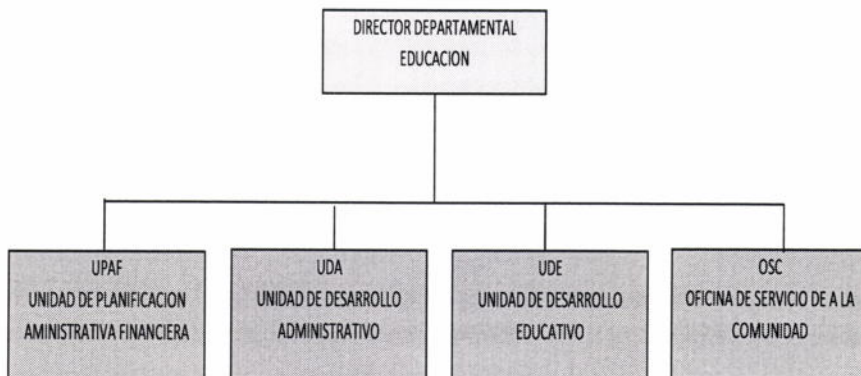 DIRECTOR DEPARTAMENTAL
EDUCACION
UPAF
UNIDAD DE PLANIFICACION
AMINISTRATIVA FINANCIERA
UDA
UNIDAD DE DESARROLLO
ADMINISTRATIVO
UDE
UNIDAD DE DESARROLLO
EDUCATIVO
OSC
OFICINA DE SERVICIO DE A LA
COMUNIDAD